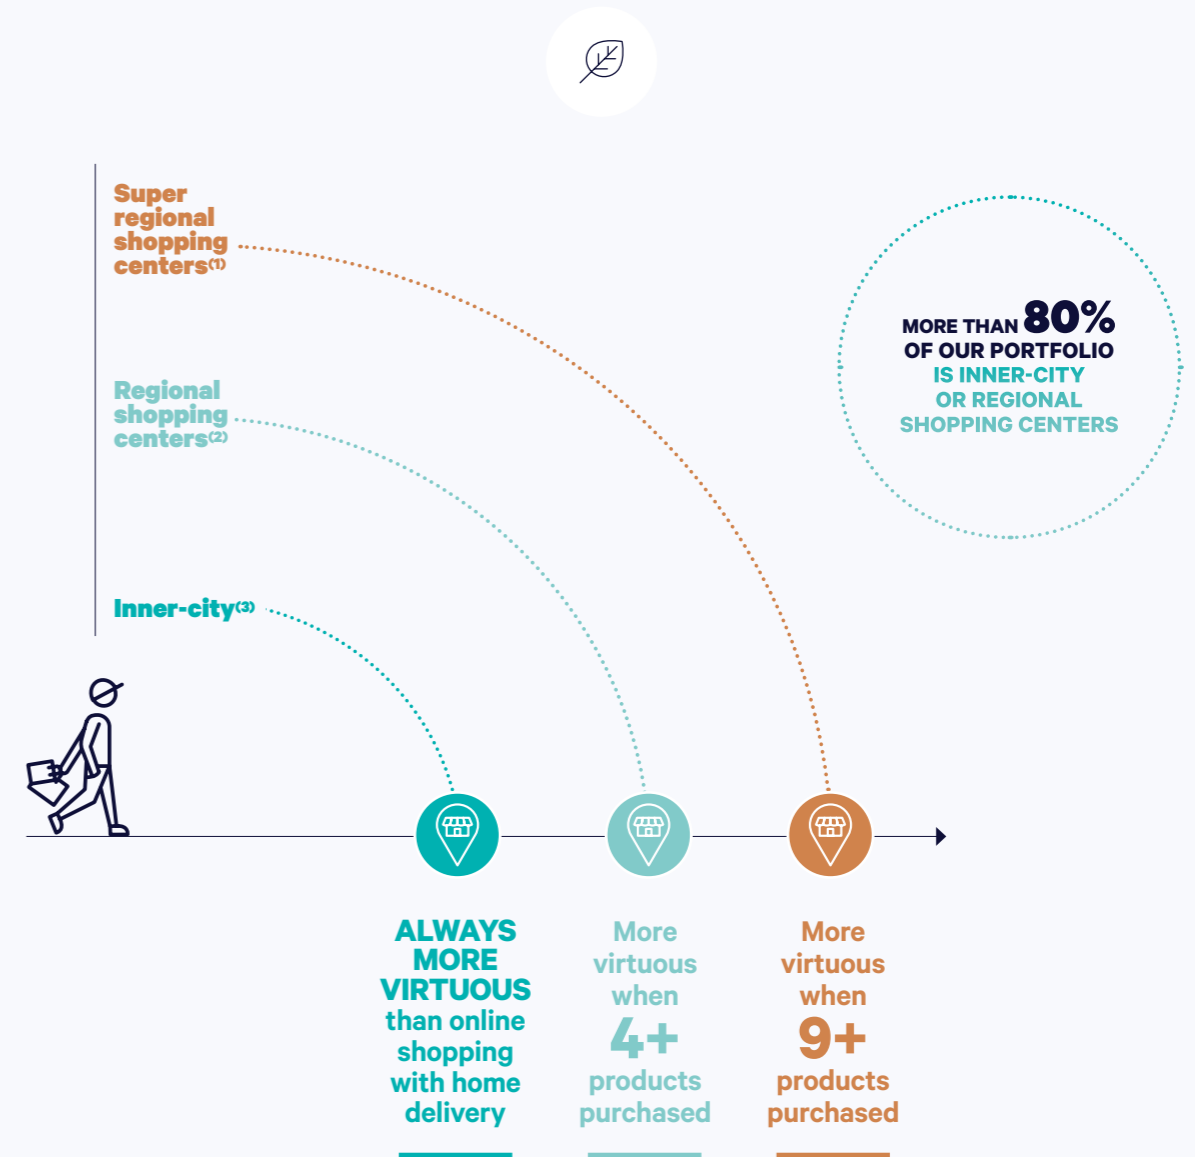 Super
regional
shopping
centers(1)
Regional
shopping
centers(2)
Inner-city(3)
MORE THAN 80%
OF OUR PORTFOLIO
IS INNER-CITY
OR REGIONAL
SHOPPING CENTERS
ALWAYS
MORE
VIRTUOUS
than online
shopping
with home
delivery
More
virtuous
when
4+
products
purchased
More
virtuous
when
9+
products
purchased